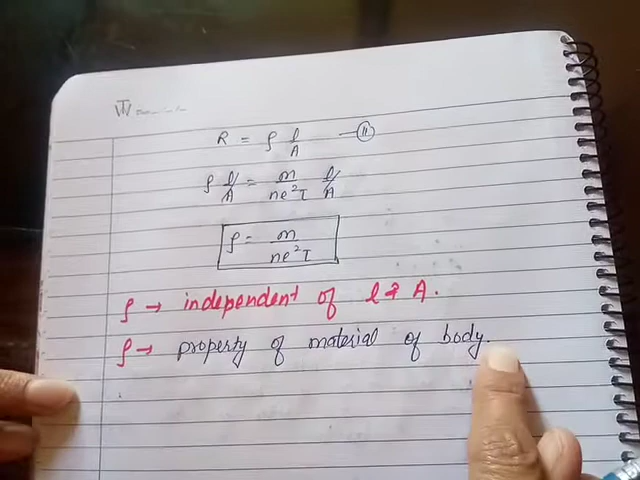 R = ρ l/A —(11)
ρ l/A = m/ne²τ l/A
ρ = m/ne²τ
ρ → independent of l & A.
ρ → property of material of body.